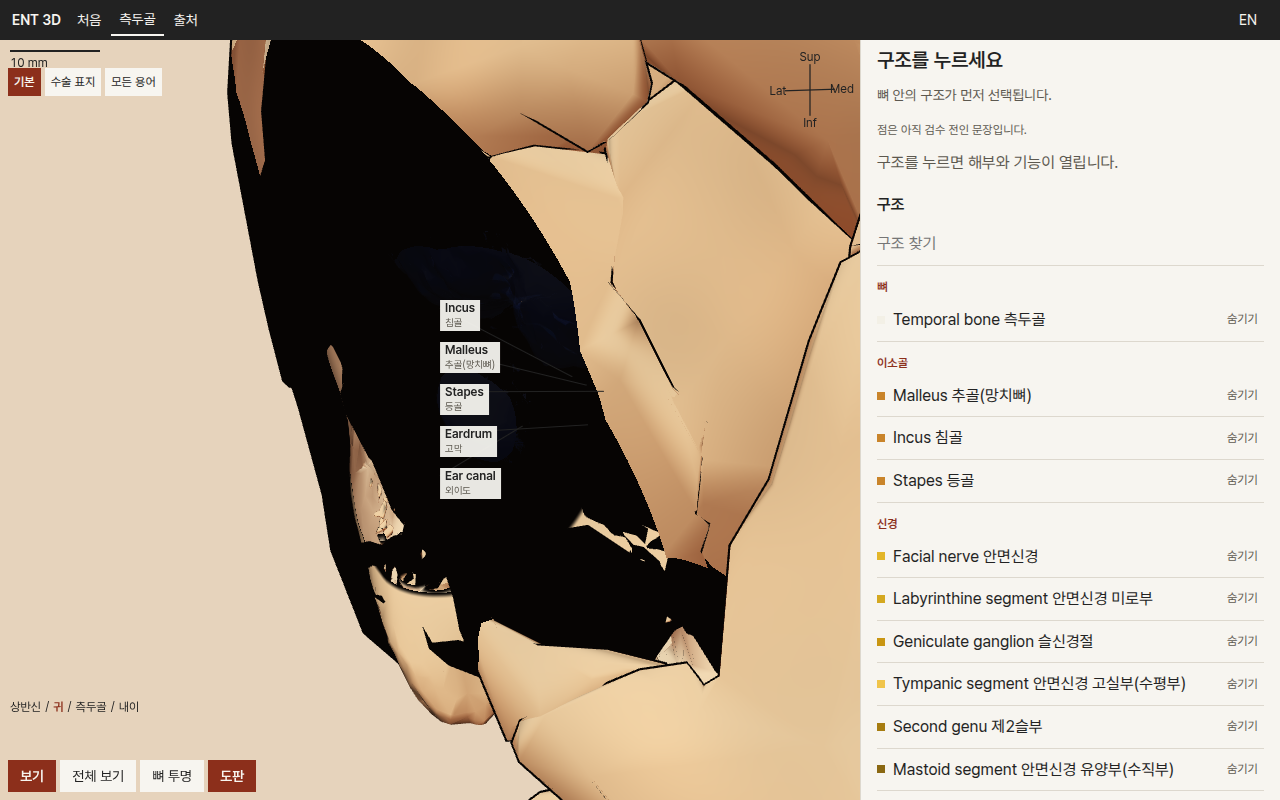 ENT 3D 처음 측두골 출처 EN
10 mm
기본 수술 표지 모든 용어
Sup
Lat Med
Inf
Incus
침골
Malleus
추골(망치뼈)
Stapes
등골
Eardrum
고막
Ear canal
외이도
상반신 / 귀 / 측두골 / 내이
보기 전체 보기 뼈 투명 도판
구조를 누르세요
뼈 안의 구조가 먼저 선택됩니다.
점은 아직 검수 전인 문장입니다.
구조를 누르면 해부와 기능이 열립니다.
구조
구조 찾기
뼈
Temporal bone 측두골 숨기기
이소골
Malleus 추골(망치뼈) 숨기기
Incus 침골 숨기기
Stapes 등골 숨기기
신경
Facial nerve 안면신경 숨기기
Labyrinthine segment 안면신경 미로부 숨기기
Geniculate ganglion 슬신경절 숨기기
Tympanic segment 안면신경 고실부(수평부) 숨기기
Second genu 제2슬부 숨기기
Mastoid segment 안면신경 유양부(수직부) 숨기기